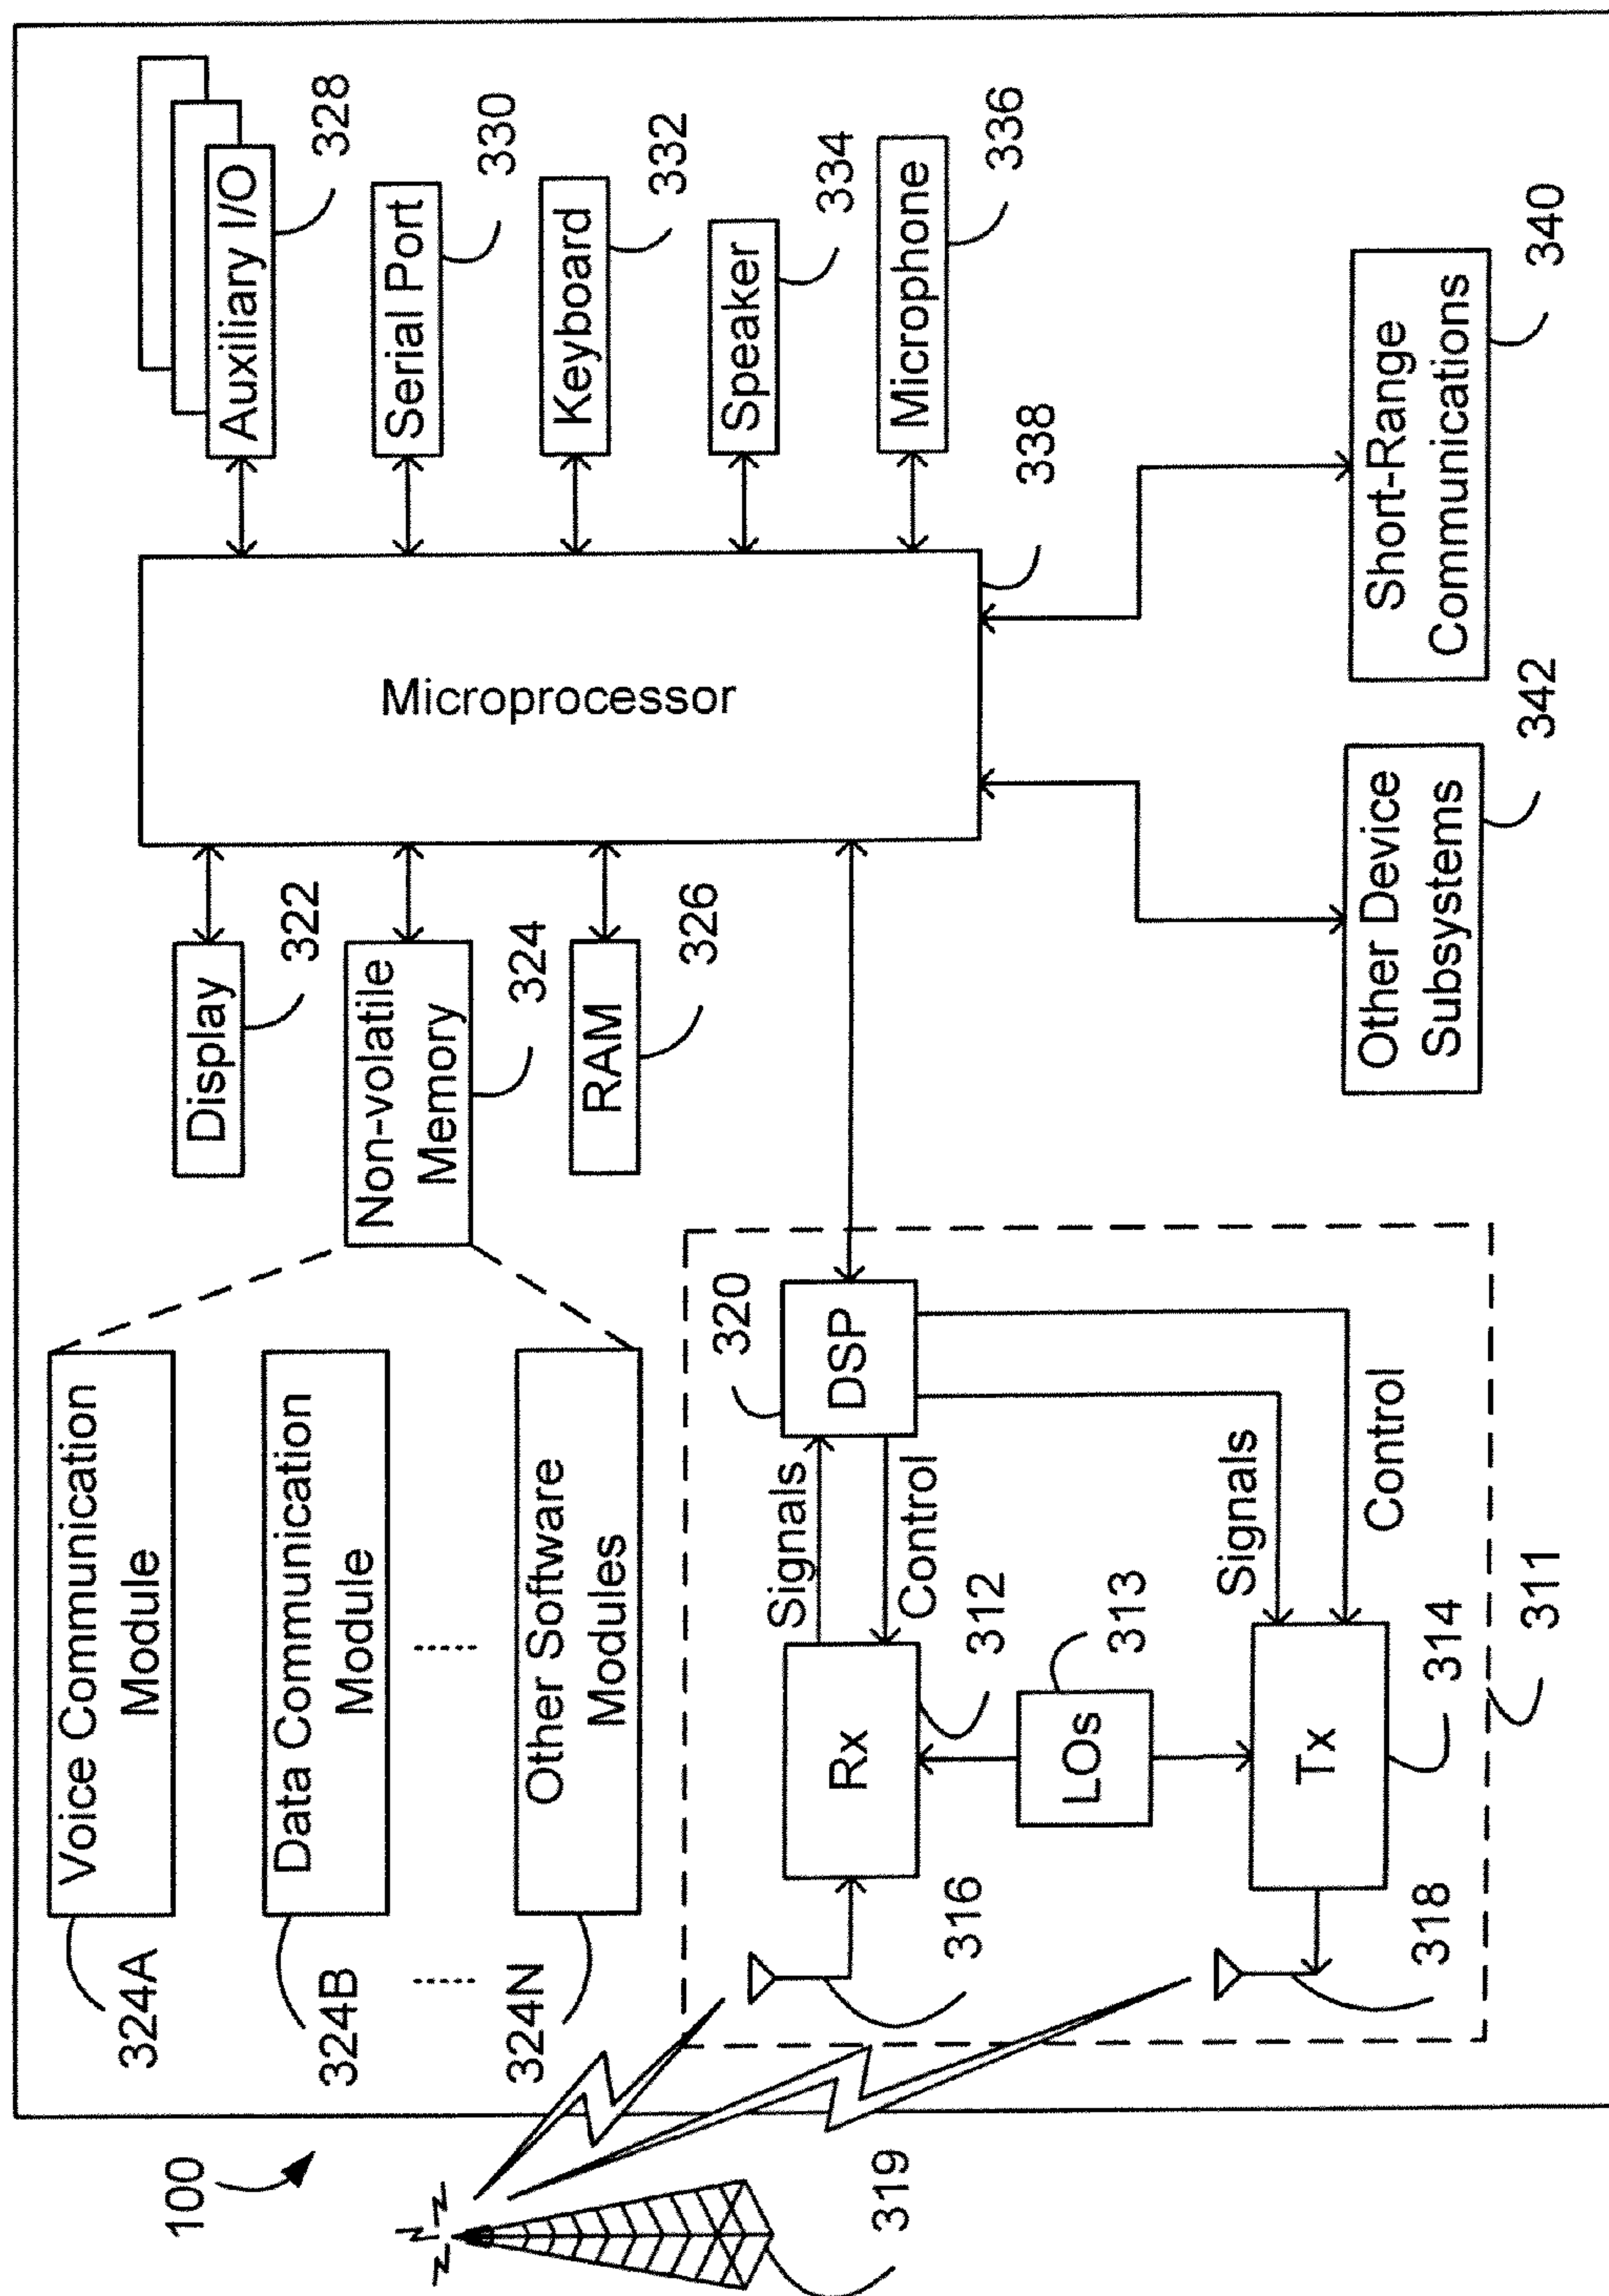 100
Voice Communication
Module
324A
Data Communication
Module
324B
Other Software
Modules
324N
Display
322
Non-volatile
Memory
324
RAM
326
Microprocessor
338
Auxiliary I/O
328
Serial Port
330
Keyboard
332
Speaker
334
Microphone
336
Short-Range
Communications
340
Other Device
Subsystems
342
DSP
320
Signals
Control
Rx
312
LOs
313
Signals
Control
Tx
314
311
316
318
319